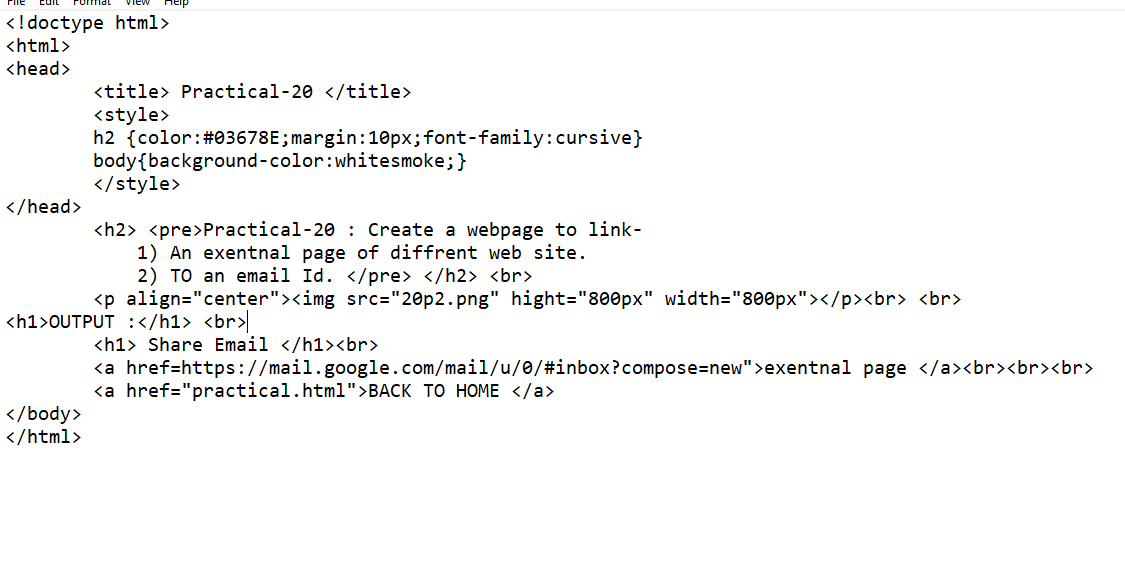 File Edit Format View Help
<!doctype html>
<html>
<head>
<title> Practical-20 </title>
<style>
h2 {color:#03678E;margin:10px;font-family:cursive}
body{background-color:whitesmoke;}
</style>
</head>
<h2> <pre>Practical-20 : Create a webpage to link-
1) An exentnal page of diffrent web site.
2) TO an email Id. </pre> </h2> <br>
<p align="center"><img src="20p2.png" hight="800px" width="800px"></p><br> <br>
<h1>OUTPUT :</h1> <br>
<h1> Share Email </h1><br>
<a href=https://mail.google.com/mail/u/0/#inbox?compose=new">exentnal page </a><br><br><br>
<a href="practical.html">BACK TO HOME </a>
</body>
</html>